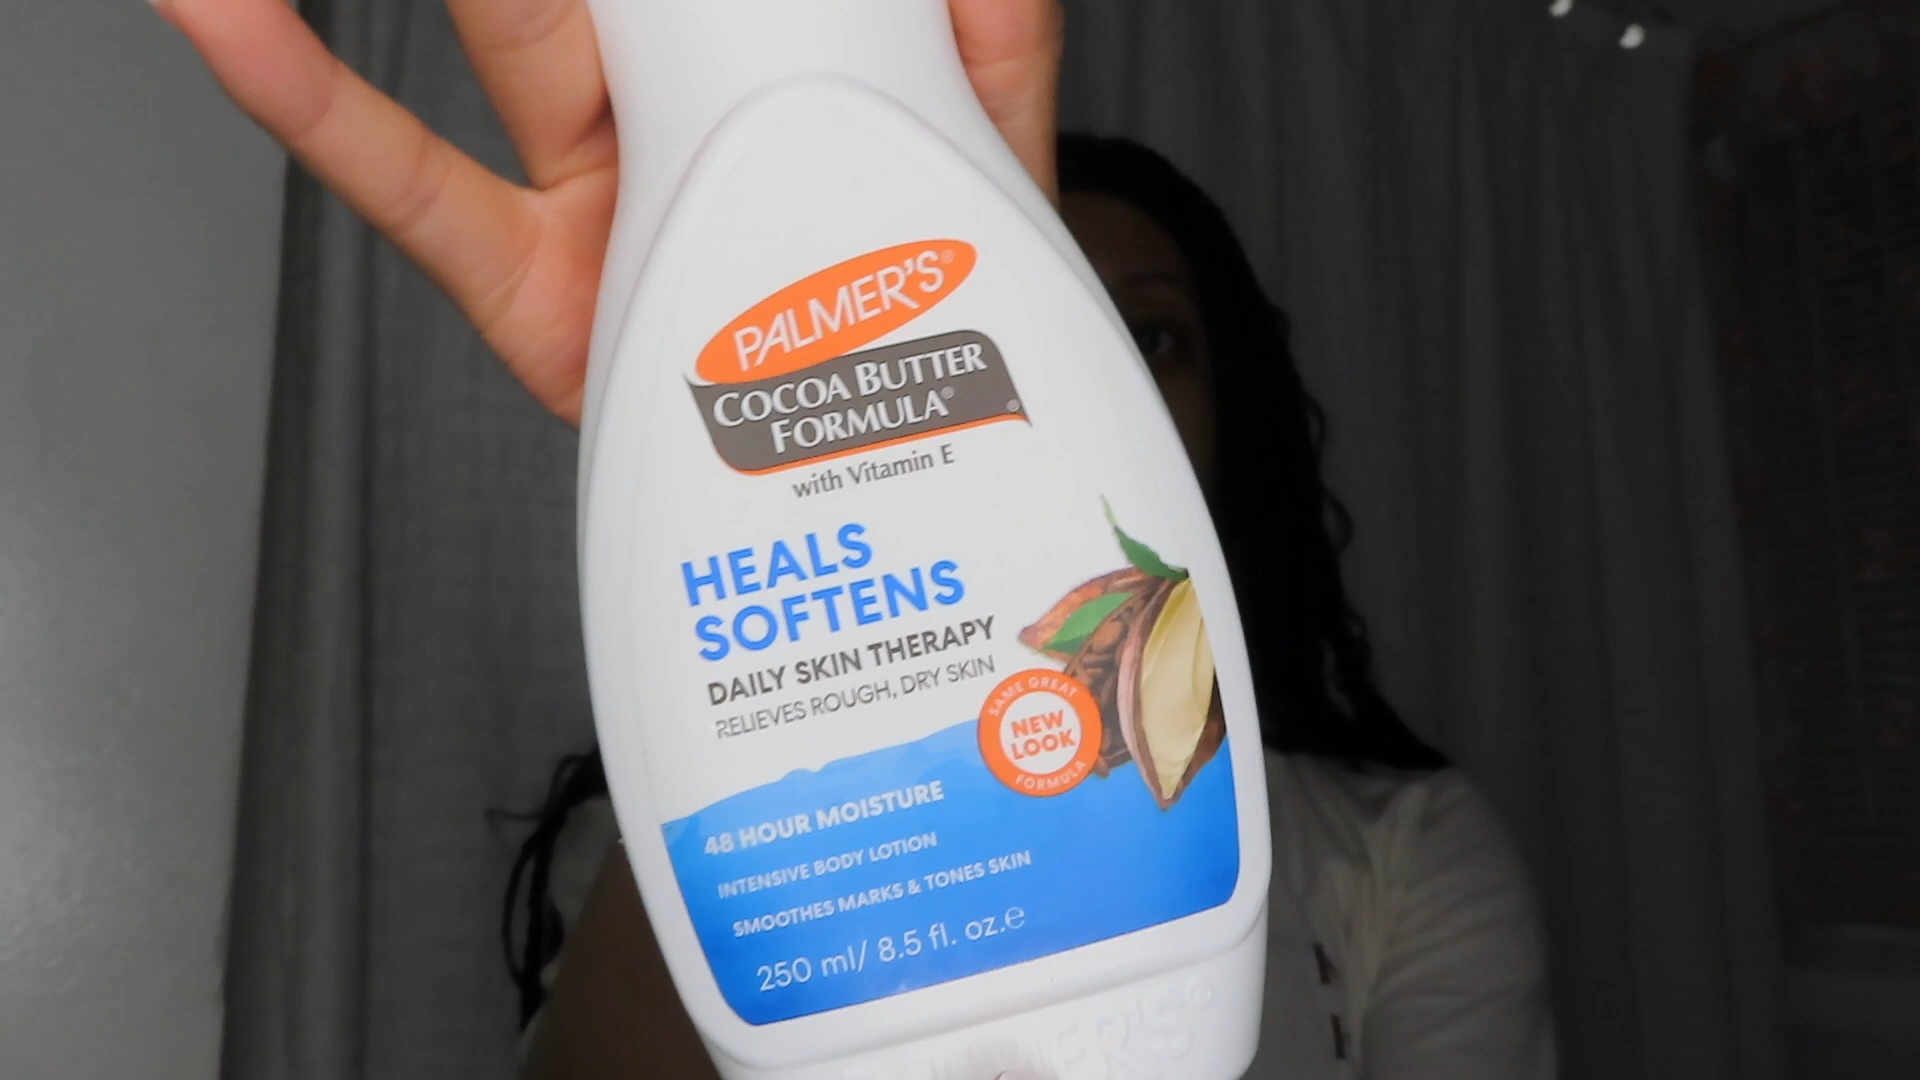 PALMER'S®
COCOA BUTTER
FORMULA®
®
with Vitamin E
HEALS
SOFTENS
DAILY SKIN THERAPY
RELIEVES ROUGH, DRY SKIN
SAME GREAT
NEW
LOOK
FORMULA
48 HOUR MOISTURE
INTENSIVE BODY LOTION
SMOOTHES MARKS & TONES SKIN
250 ml/ 8.5 fl. oz.℮